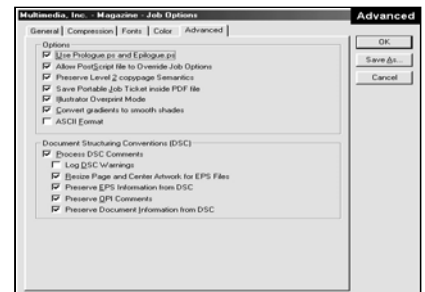 Multimedia, Inc. - Magazine - Job Options
Advanced
General Compression Fonts Color Advanced
OK
Save As...
Cancel
Options
Use Prologue.ps and Epilogue.ps
Allow PostScript file to Override Job Options
Preserve Level 2 copypage Semantics
Save Portable Job Ticket inside PDF file
Illustrator Overprint Mode
Convert gradients to smooth shades
ASCII Format
Document Structuring Conventions (DSC)
Process DSC Comments
Log DSC Warnings
Resize Page and Center Artwork for EPS Files
Preserve EPS Information from DSC
Preserve OPI Comments
Preserve Document Information from DSC